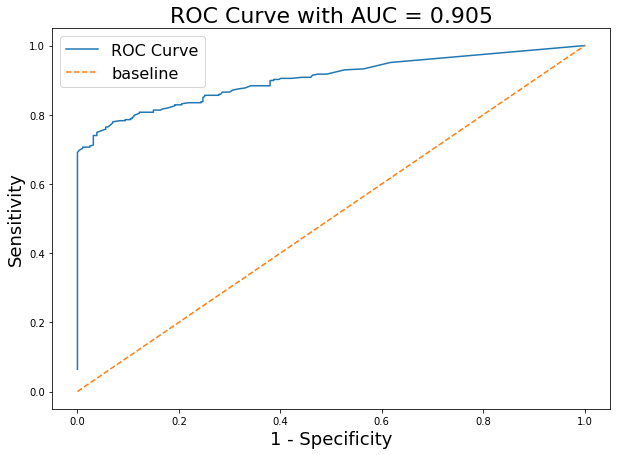 ROC Curve with AUC = 0.905
ROC Curve
baseline
Sensitivity
1.0
0.8
0.6
0.4
0.2
0.0
0.0 0.2 0.4 0.6 0.8 1.0
1 - Specificity